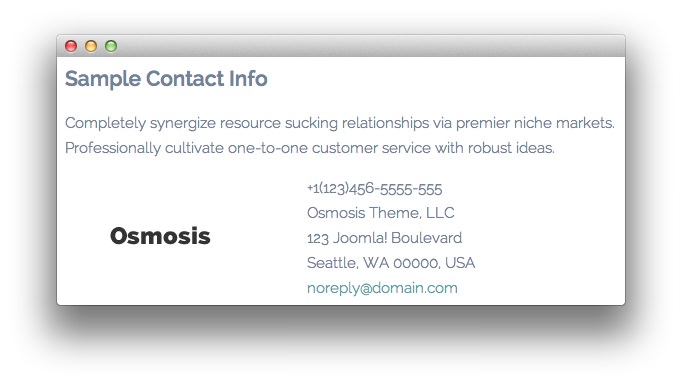 Sample Contact Info
Completely synergize resource sucking relationships via premier niche markets.
Professionally cultivate one-to-one customer service with robust ideas.
Osmosis
+1(123)456-5555-555
Osmosis Theme, LLC
123 Joomla! Boulevard
Seattle, WA 00000, USA
noreply@domain.com